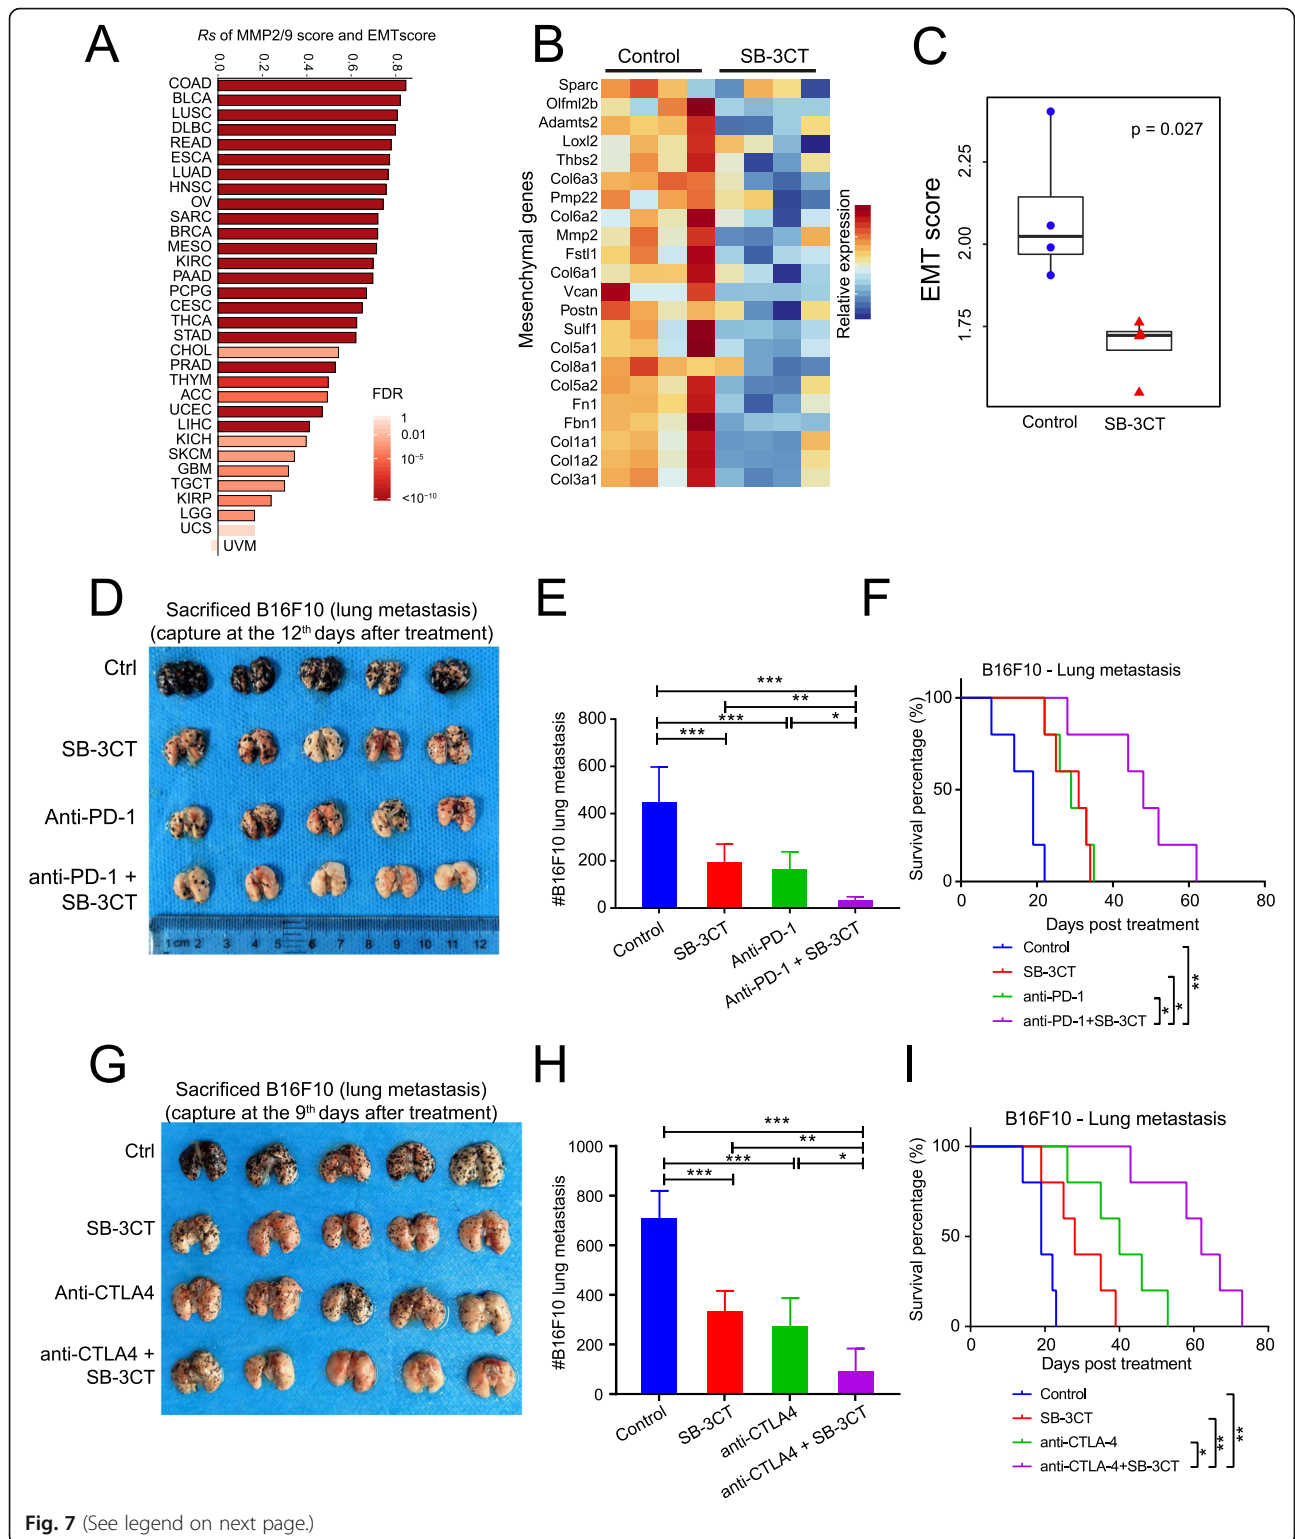 A
Rs of MMP2/9 score and EMTscore
0.0
0.2
0.4
0.6
0.8
COAD
BLCA
LUSC
DLBC
READ
ESCA
LUAD
HNSC
OV
SARC
BRCA
MESO
KIRC
PAAD
PCPG
CESC
THCA
STAD
CHOL
PRAD
THYM
ACC
UCEC
LIHC
KICH
SKCM
GBM
TGCT
KIRP
LGG
UCS
UVM
FDR
1
0.01
10⁻⁵
<10⁻¹⁰
B
Control
SB-3CT
Mesenchymal genes
Sparc
Olfml2b
Adamts2
Loxl2
Thbs2
Col6a3
Pmp22
Col6a2
Mmp2
Fstl1
Col6a1
Vcan
Postn
Sulf1
Col5a1
Col8a1
Col5a2
Fn1
Fbn1
Col1a1
Col1a2
Col3a1
Relative expression
C
p = 0.027
EMT score
2.25
2.00
1.75
Control
SB-3CT
D
Sacrificed B16F10 (lung metastasis)
(capture at the 12th days after treatment)
Ctrl
SB-3CT
Anti-PD-1
anti-PD-1 +
SB-3CT
1cm 2 3 4 5 6 7 8 9 10 11 12
E
#B16F10 lung metastasis
800
600
400
200
0
***
**
*** *
***
Control
SB-3CT
Anti-PD-1
Anti-PD-1 + SB-3CT
F
B16F10 - Lung metastasis
Survival percentage (%)
100
50
0
0 20 40 60 80
Days post treatment
Control
SB-3CT
anti-PD-1
anti-PD-1+SB-3CT
*
*
**
G
Sacrificed B16F10 (lung metastasis)
(capture at the 9th days after treatment)
Ctrl
SB-3CT
Anti-CTLA4
anti-CTLA4 +
SB-3CT
H
#B16F10 lung metastasis
1000
800
600
400
200
0
***
**
*** *
***
Control
SB-3CT
anti-CTLA4
anti-CTLA4 + SB-3CT
I
B16F10 - Lung metastasis
Survival percentage (%)
100
50
0
0 20 40 60 80
Days post treatment
Control
SB-3CT
anti-CTLA-4
anti-CTLA-4+SB-3CT
*
**
**
Fig. 7 (See legend on next page.)